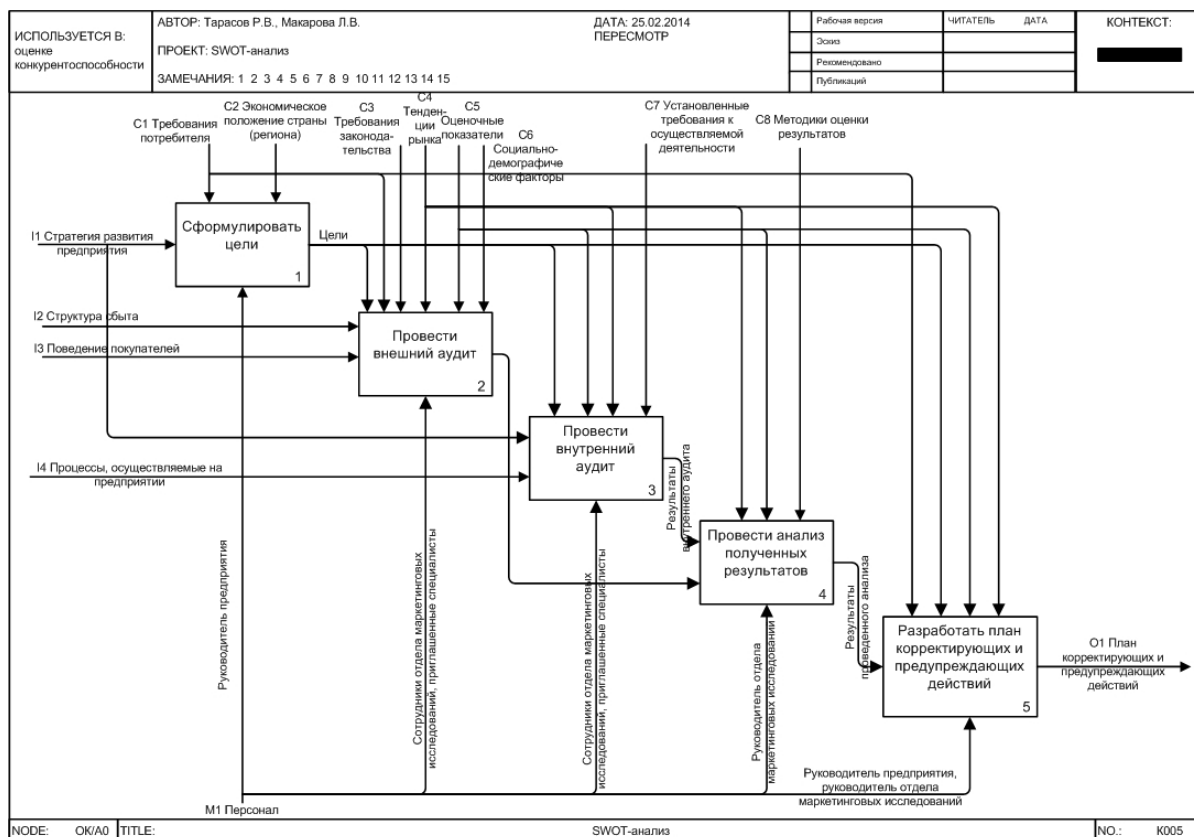 ИСПОЛЬЗУЕТСЯ В:
оценке
конкурентоспособности
АВТОР: Тарасов Р.В., Макарова Л.В.
ПРОЕКТ: SWOT-анализ
ЗАМЕЧАНИЯ: 1 2 3 4 5 6 7 8 9 10 11 12 13 14 15
ДАТА: 25.02.2014
ПЕРЕСМОТР
Рабочая версия
Эскиз
Рекомендовано
Публикаций
ЧИТАТЕЛЬ ДАТА
КОНТЕКСТ:
C1 Требования
потребителя
C2 Экономическое
положение страны
(региона)
C3
Требования
законода-
тельства
C4
Тенден-
ции
рынка
C5
Оценочные
показатели
C6
Социально-
демографиче
ские факторы
C7 Установленные
требования к
осуществляемой
деятельности
C8 Методики оценки
результатов
I1 Стратегия развития
предприятия
Сформулировать
цели
1
Цели
I2 Структура сбыта
I3 Поведение покупателей
Провести
внешний аудит
2
I4 Процессы, осуществляемые на
предприятии
Провести
внутренний
аудит
3
Результаты
внутреннего аудита
Провести анализ
полученных
результатов
4
Результаты
проведенного анализа
Разработать план
корректирующих и
предупреждающих
действий
5
O1 План
корректирующих и
предупреждающих
действий
Руководитель предприятия
Сотрудники отдела маркетинговых
исследований, приглашенные специалисты
Сотрудники отдела маркетинговых
исследований, приглашенные специалисты
Руководитель отдела
маркетинговых исследований
Руководитель предприятия,
руководитель отдела
маркетинговых исследований
M1 Персонал
NODE: OK/A0
TITLE:
SWOT-анализ
NO.: K005